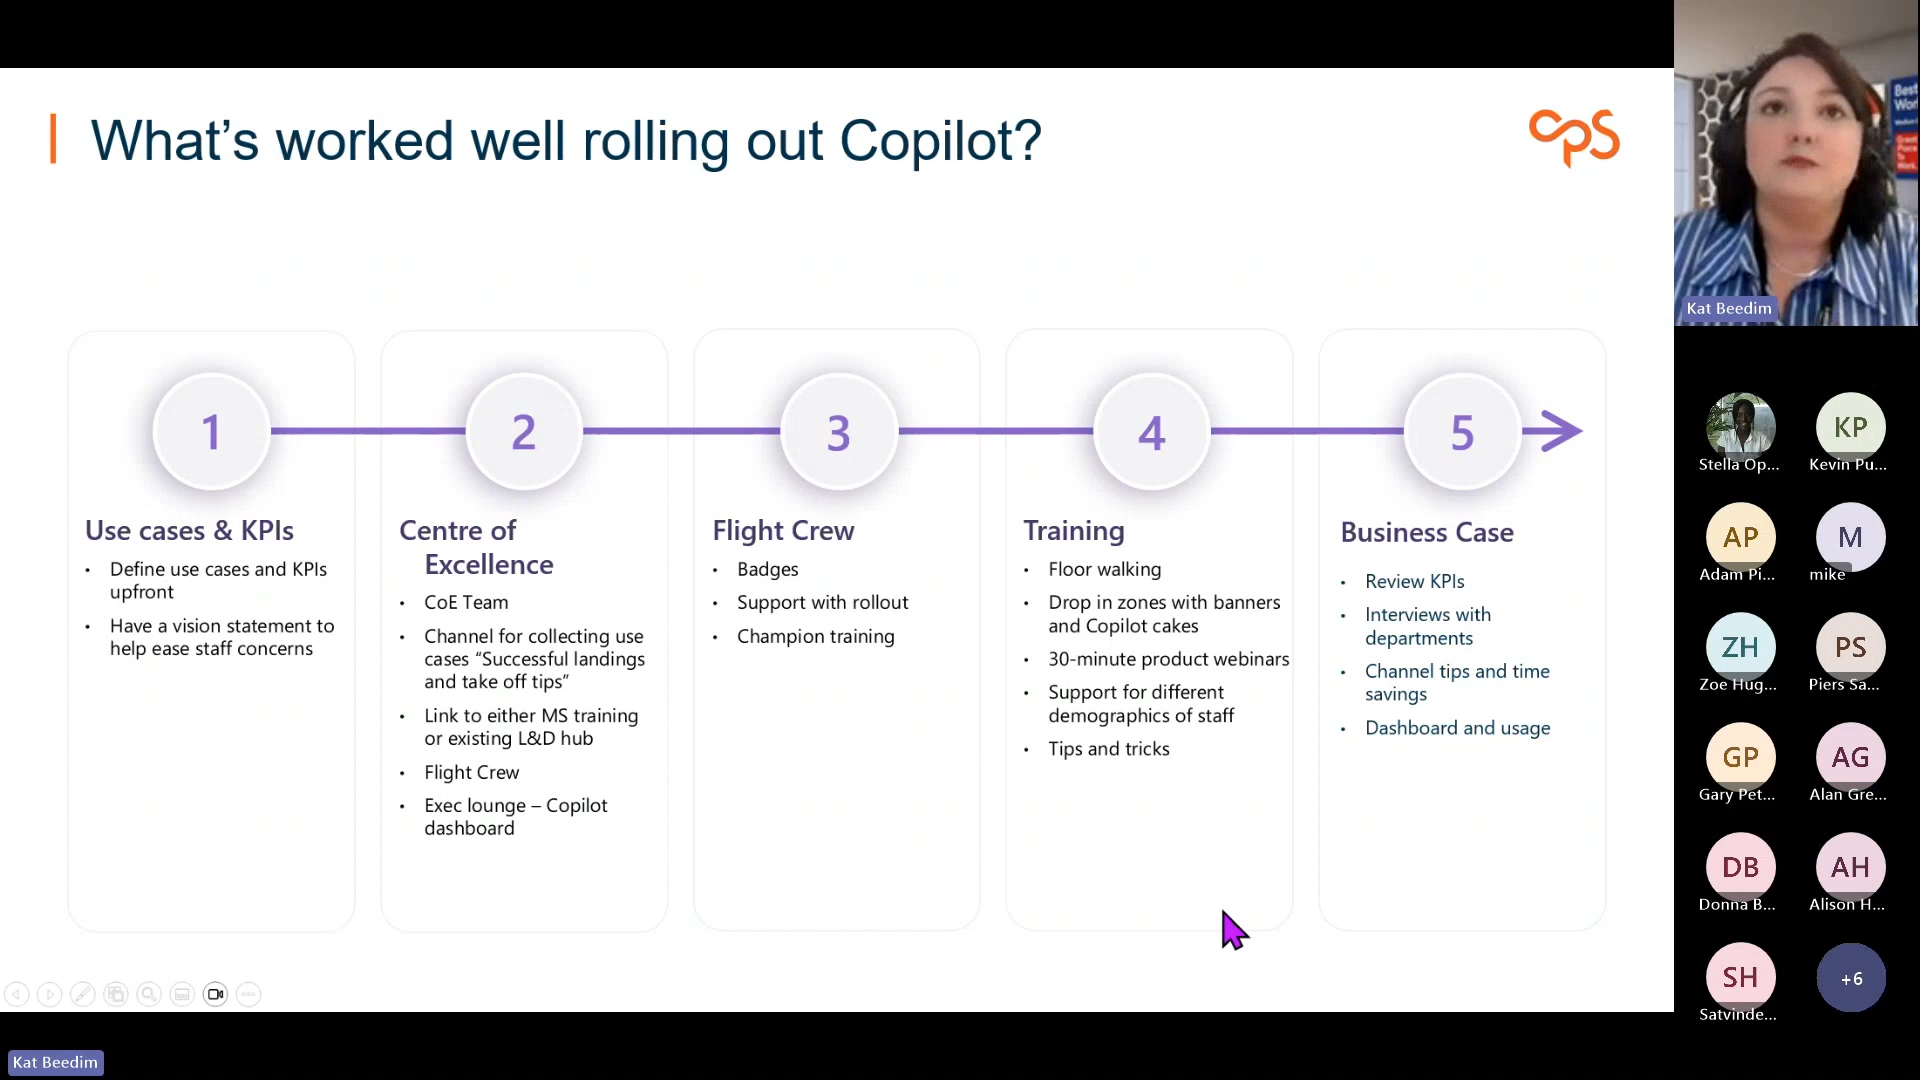 What's worked well rolling out Copilot?
cps
1
Use cases & KPIs
• Define use cases and KPIs
upfront
• Have a vision statement to
help ease staff concerns
2
Centre of
Excellence
• CoE Team
• Channel for collecting use
cases "Successful landings
and take off tips"
• Link to either MS training
or existing L&D hub
• Flight Crew
• Exec lounge – Copilot
dashboard
3
Flight Crew
• Badges
• Support with rollout
• Champion training
4
Training
• Floor walking
• Drop in zones with banners
and Copilot cakes
• 30-minute product webinars
• Support for different
demographics of staff
• Tips and tricks
5
Business Case
• Review KPIs
• Interviews with
departments
• Channel tips and time
savings
• Dashboard and usage
Best
Great
Place
To
Work.
Kat Beedim
Stella Op...
KP
Kevin Pu...
AP
Adam Pi...
M
mike
ZH
Zoe Hug...
PS
Piers Sa...
GP
Gary Pet...
AG
Alan Gre...
DB
Donna B...
AH
Alison H...
SH
Satvinde...
+6
Kat Beedim